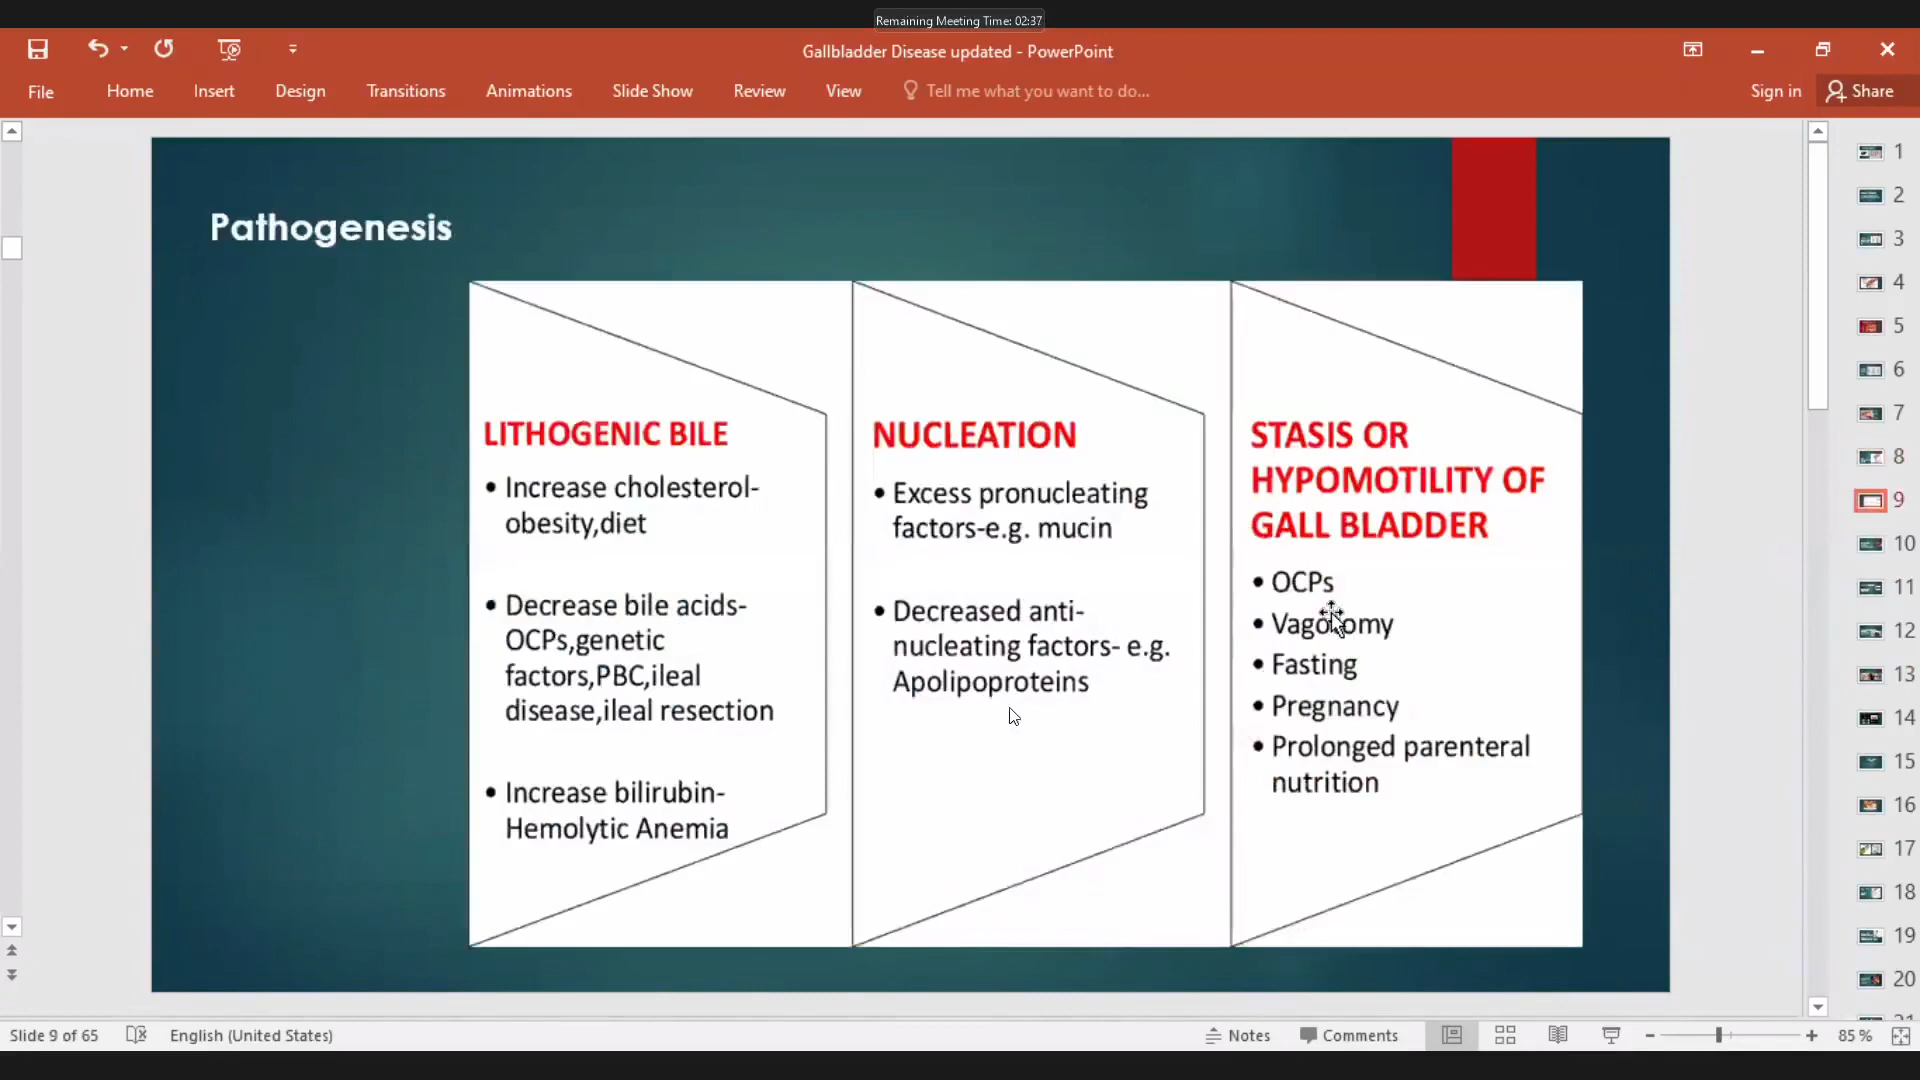 Remaining Meeting Time: 02:37
Gallbladder Disease updated - PowerPoint
File Home Insert Design Transitions Animations Slide Show Review View Tell me what you want to do... Sign in Share
Pathogenesis
LITHOGENIC BILE
• Increase cholesterol-
obesity,diet
• Decrease bile acids-
OCPs,genetic
factors,PBC,ileal
disease,ileal resection
• Increase bilirubin-
Hemolytic Anemia
NUCLEATION
• Excess pronucleating
factors-e.g. mucin
• Decreased anti-
nucleating factors- e.g.
Apolipoproteins
STASIS OR
HYPOMOTILITY OF
GALL BLADDER
• OCPs
• Vagotomy
• Fasting
• Pregnancy
• Prolonged parenteral
nutrition
1
2
3
4
5
6
7
8
9
10
11
12
13
14
15
16
17
18
19
20
Slide 9 of 65 English (United States) Notes Comments 85 %